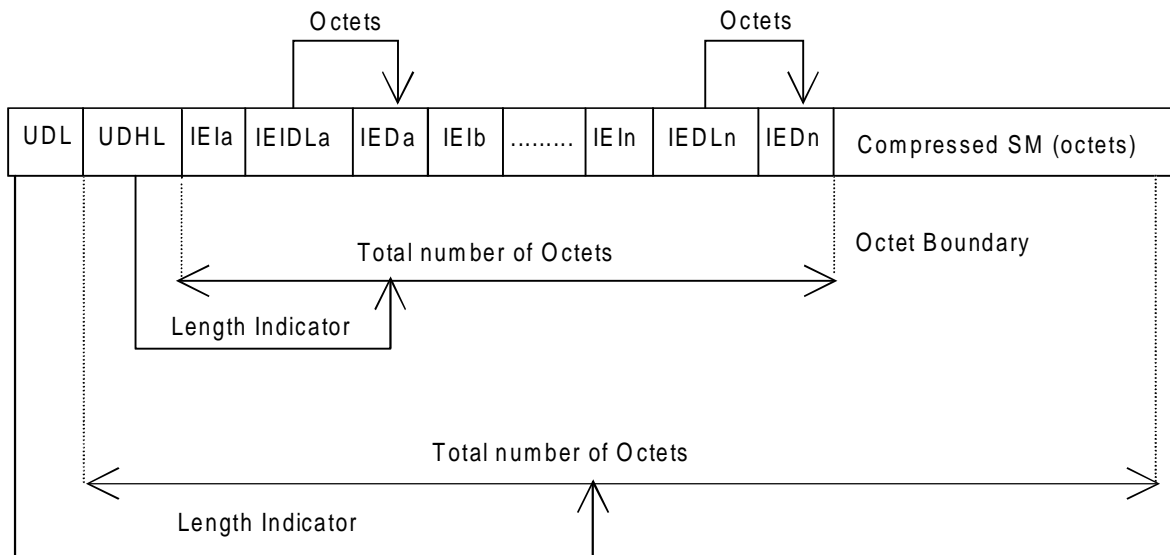 Octets Octets
UDL UDHL IEIa IEIDLa IEDa IEIb ......... IEIn IEDLn IEDn Compressed SM (octets)
Total number of Octets Octet Boundary
Length Indicator
Total number of Octets
Length Indicator